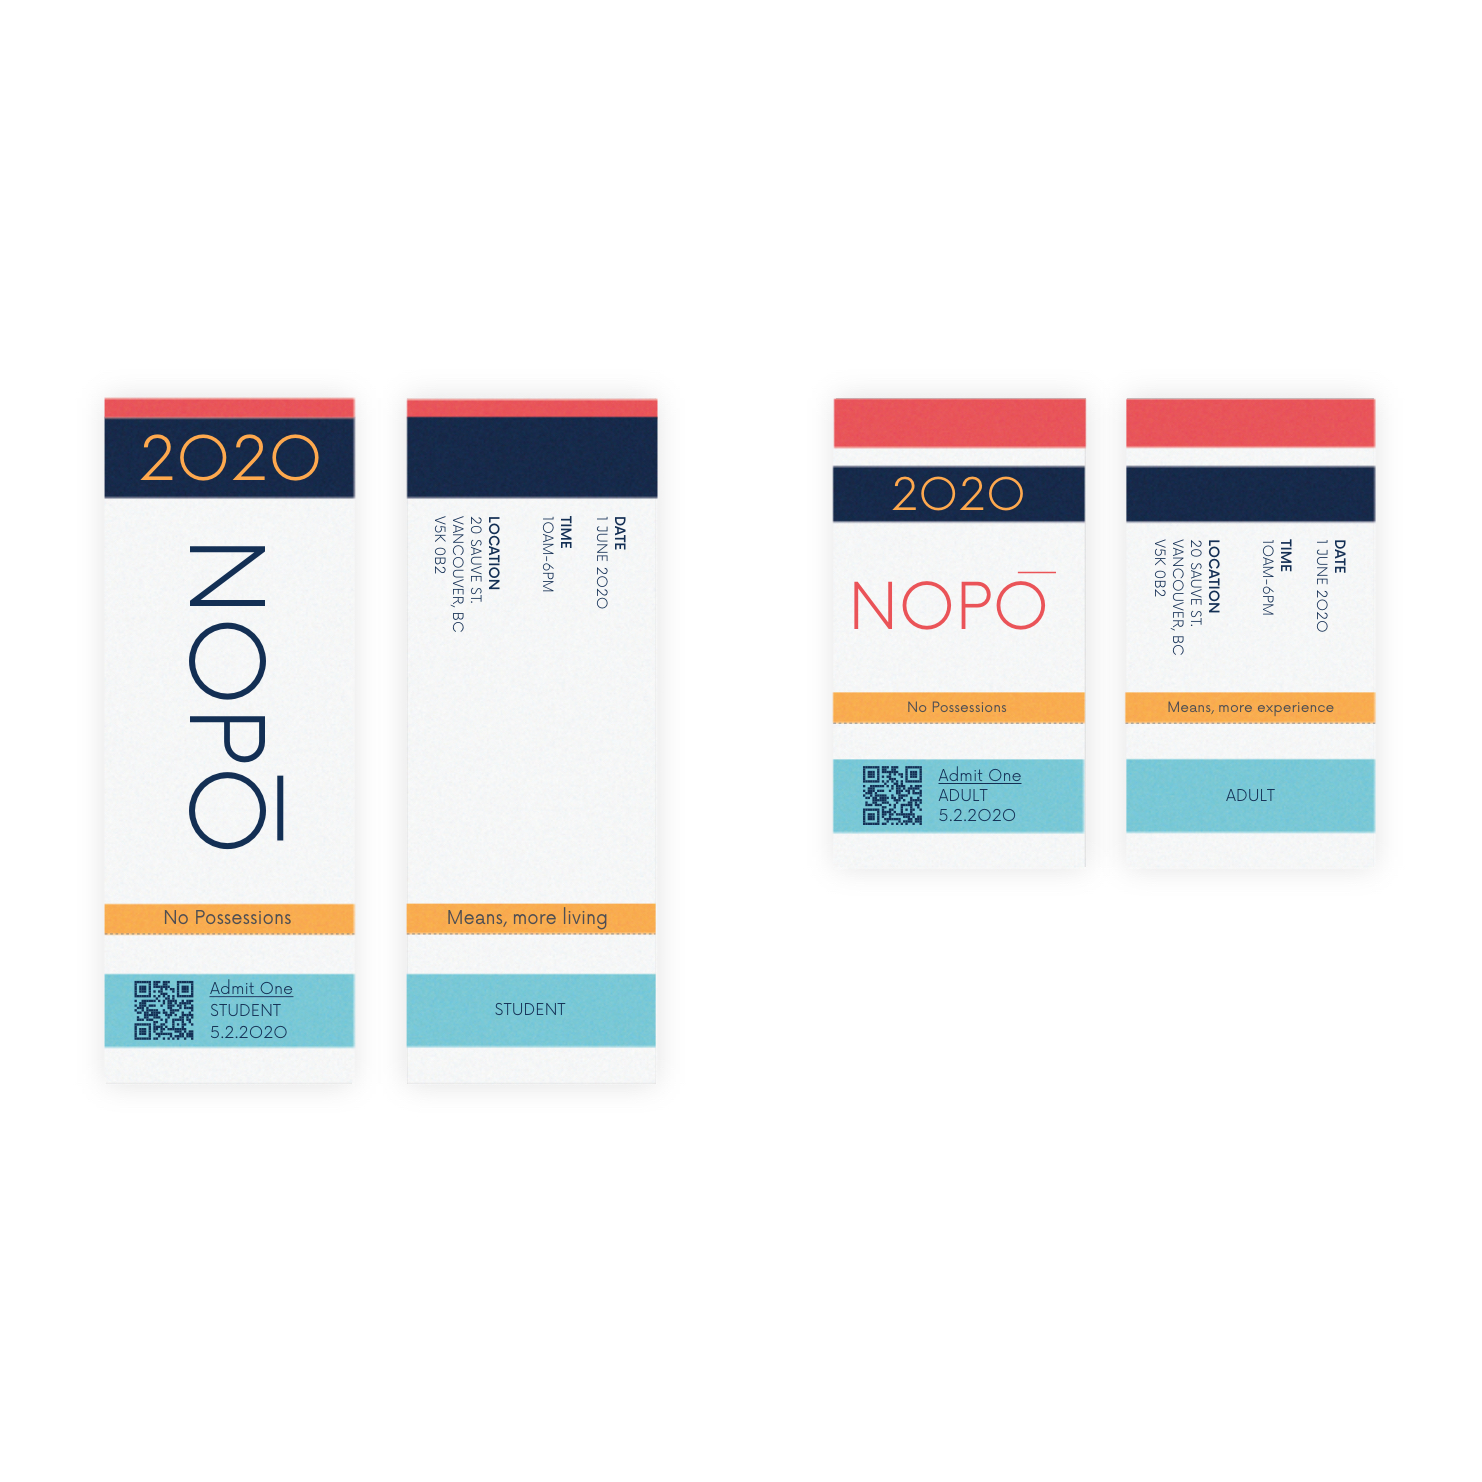 2020
NOPŌ
No Possessions
Admit One
STUDENT
5.2.2020
DATE
1 JUNE 2020
TIME
10AM-6PM
LOCATION
20 SAUVE ST.
VANCOUVER, BC
V5K 0B2
Means, more living
STUDENT
2020
NOPŌ
No Possessions
Admit One
ADULT
5.2.2020
DATE
1 JUNE 2020
TIME
10AM-6PM
LOCATION
20 SAUVE ST.
VANCOUVER, BC
V5K 0B2
Means, more experience
ADULT